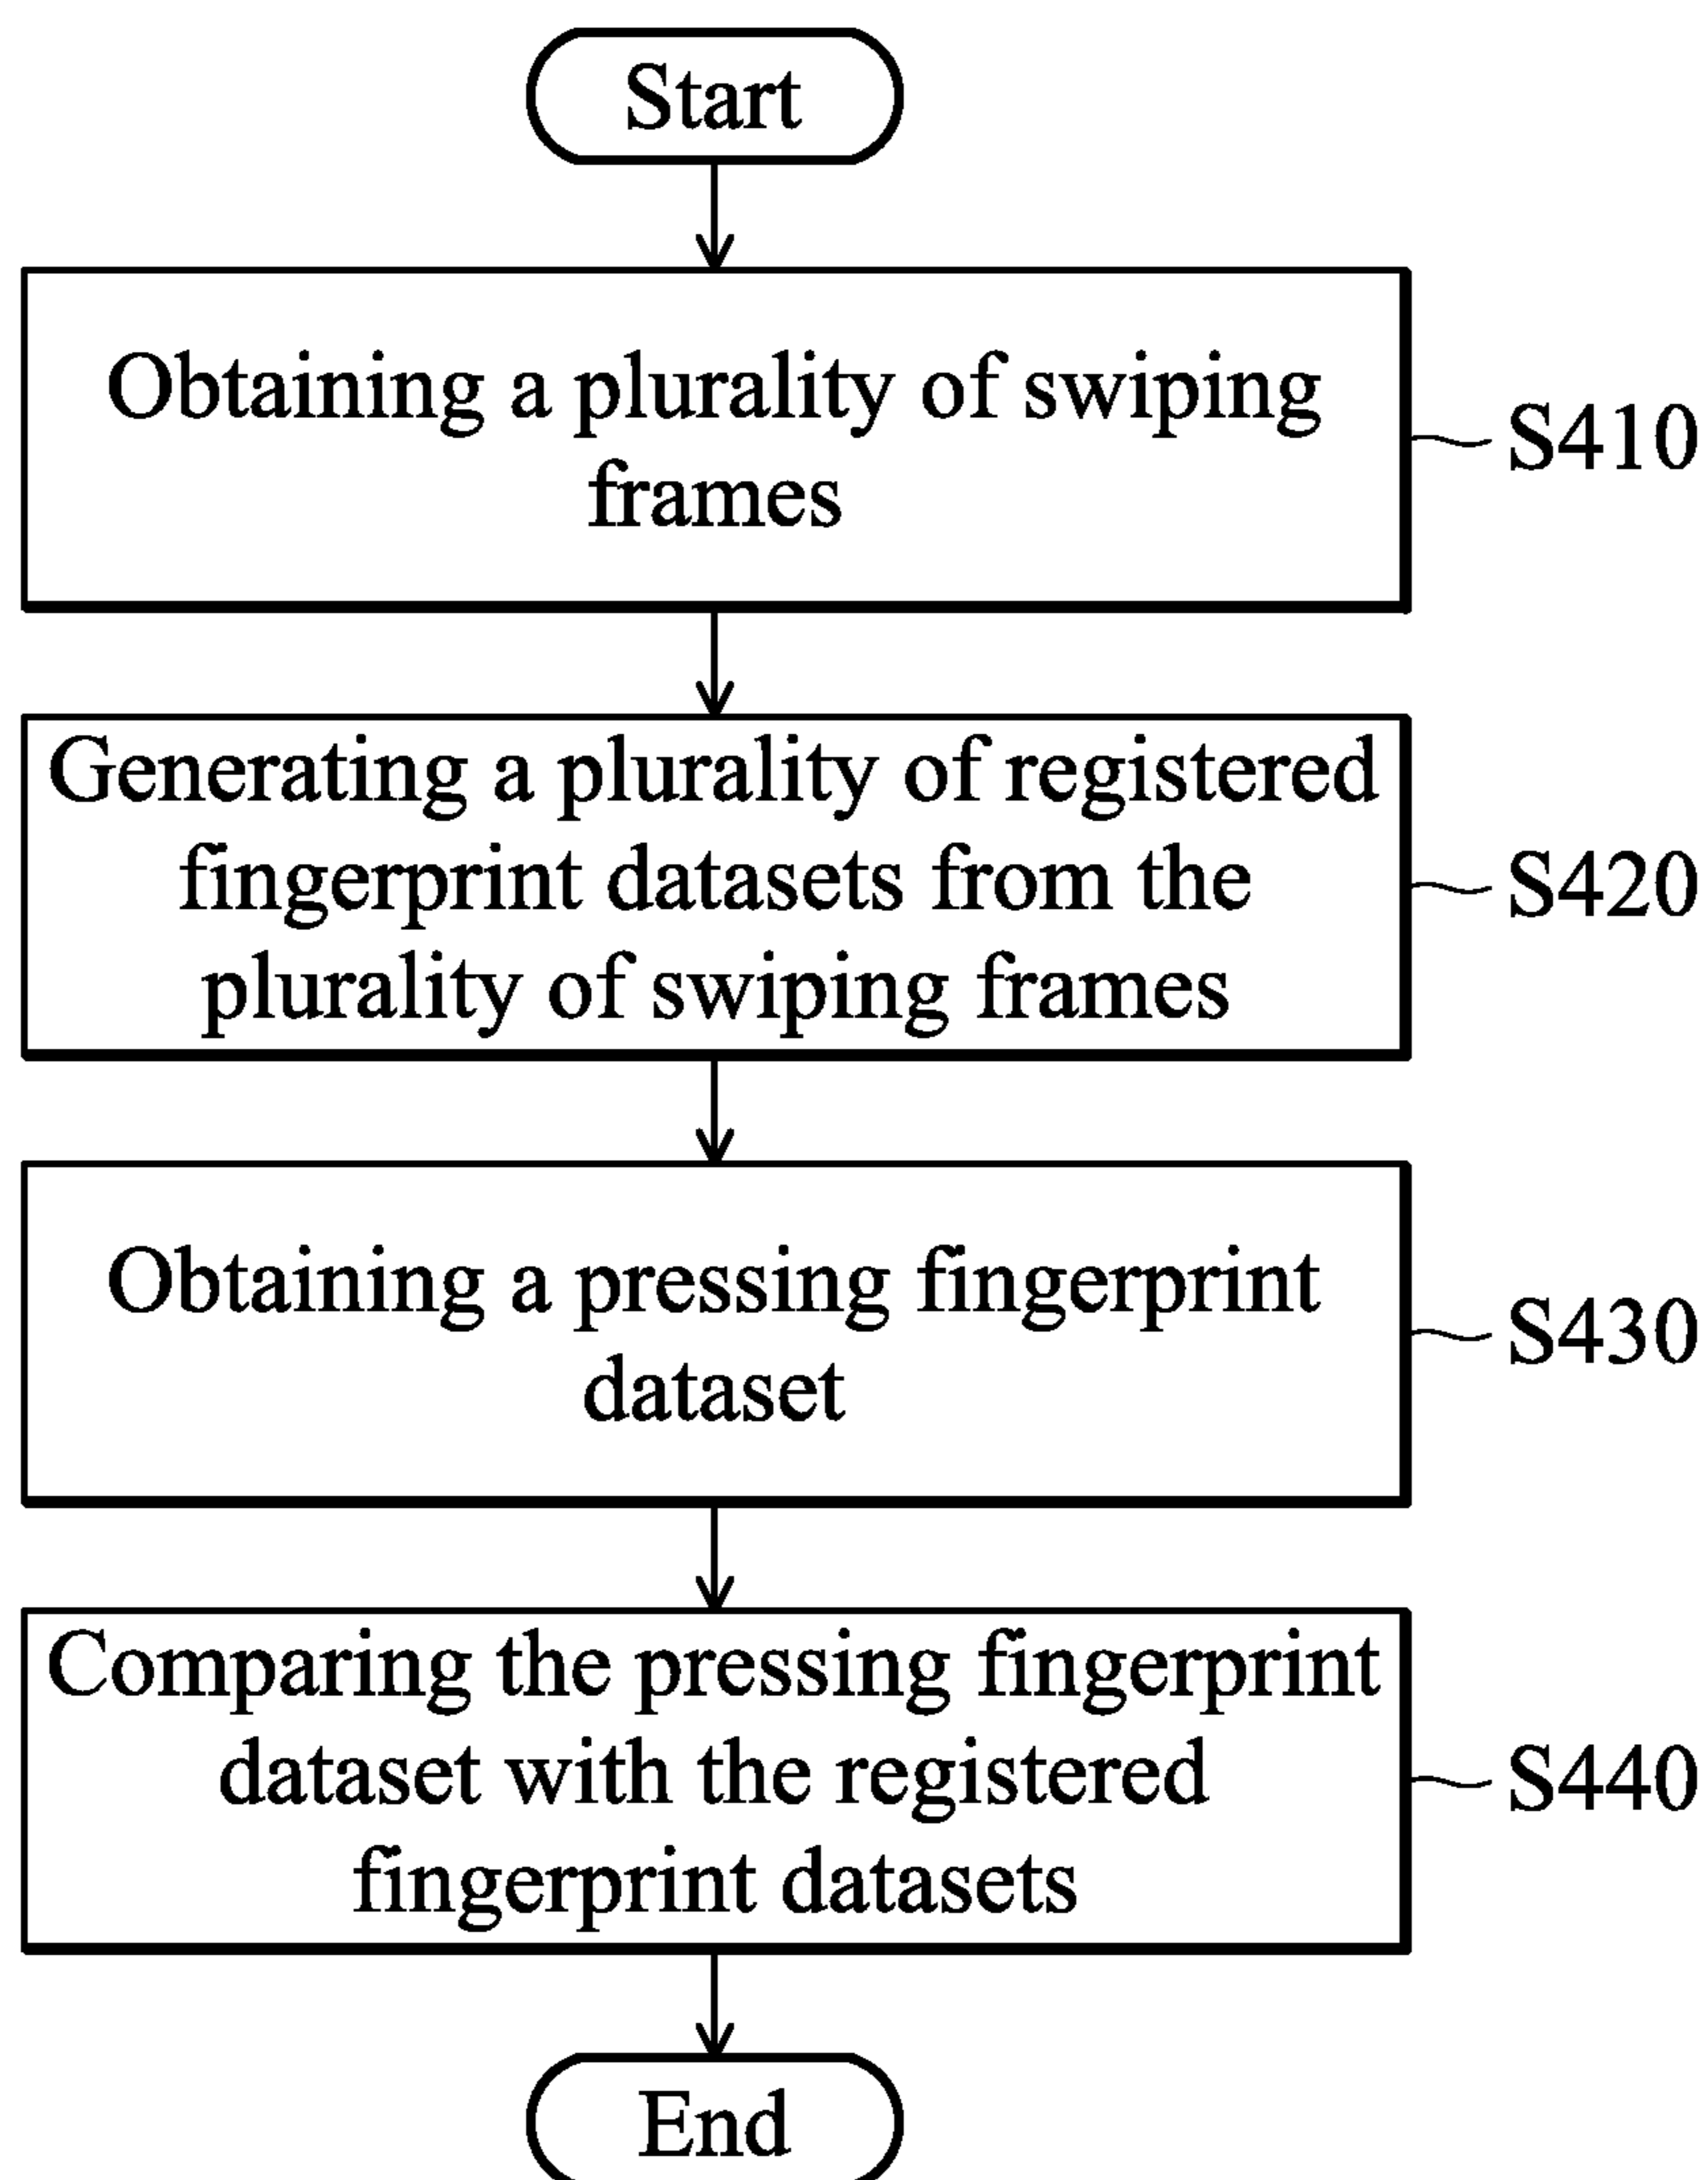 Start
Obtaining a plurality of swiping
frames
S410
Generating a plurality of registered
fingerprint datasets from the
plurality of swiping frames
S420
Obtaining a pressing fingerprint
dataset
S430
Comparing the pressing fingerprint
dataset with the registered
fingerprint datasets
S440
End